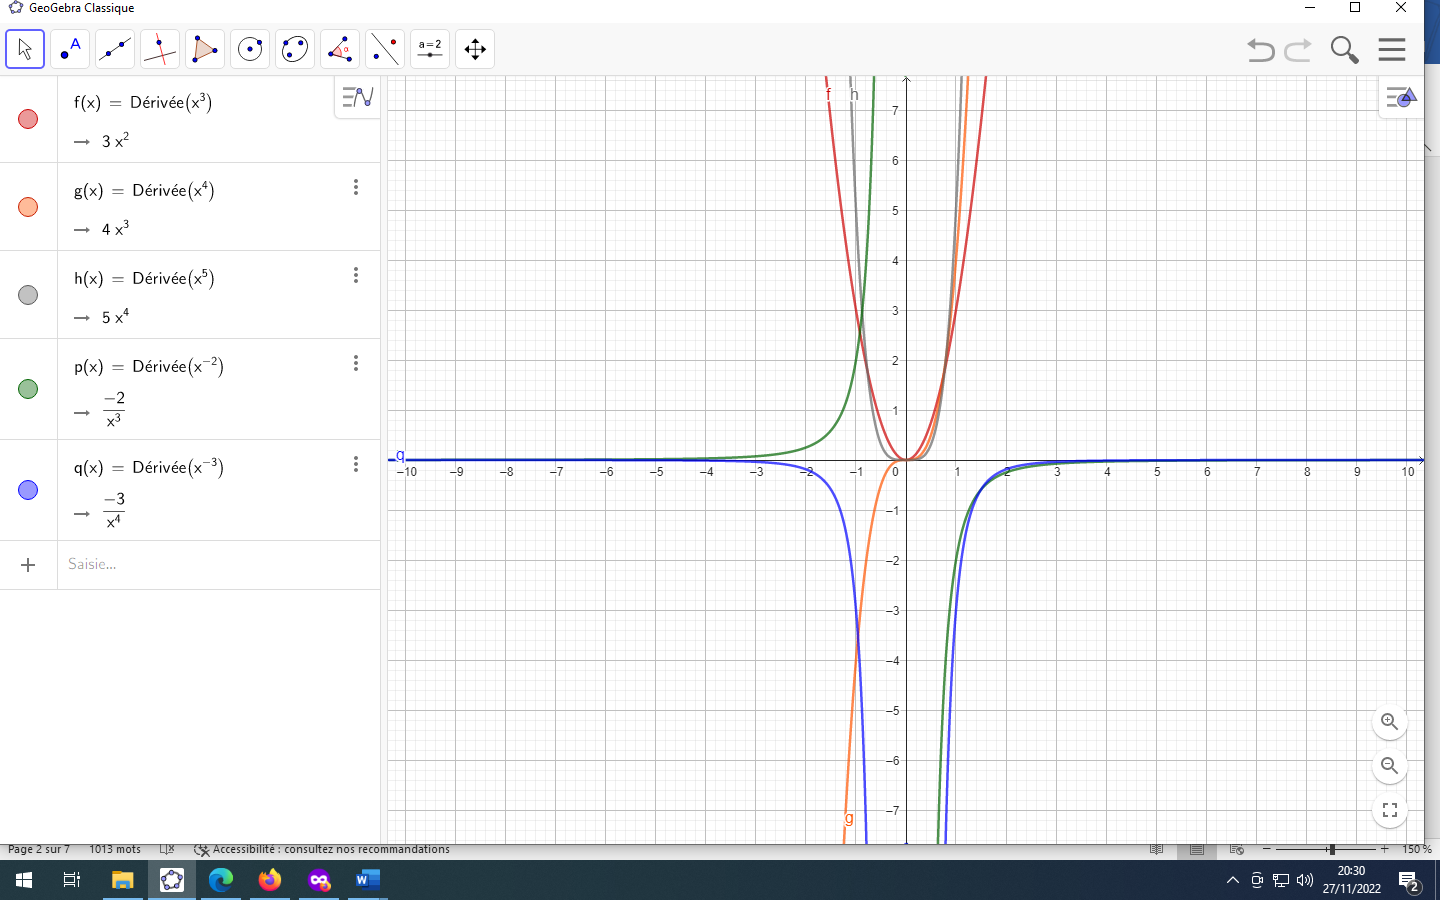 GeoGebra Classique
A
α
a=2
f(x) = Dérivée(x³)
→ 3 x²
g(x) = Dérivée(x⁴)
→ 4 x³
h(x) = Dérivée(x⁵)
→ 5 x⁴
p(x) = Dérivée(x⁻²)
→ −2/x³
q(x) = Dérivée(x⁻³)
→ −3/x⁴
+ Saisie...
f h
7
6
5
4
3
2
1
q
−10 −9 −8 −7 −6 −5 −4 −3 −2 −1 0 1 2 3 4 5 6 7 8 9 10
−1
−2
−3
−4
−5
−6
−7
g
Page 2 sur 7 1013 mots Accessibilité : consultez nos recommandations − + 150 %
20:30
27/11/2022
2